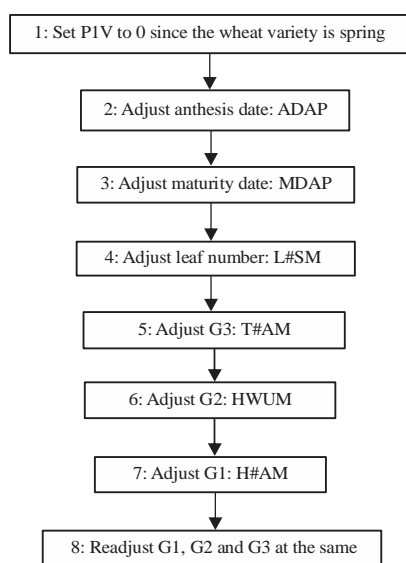 1: Set P1V to 0 since the wheat variety is spring
2: Adjust anthesis date: ADAP
3: Adjust maturity date: MDAP
4: Adjust leaf number: L#SM
5: Adjust G3: T#AM
6: Adjust G2: HWUM
7: Adjust G1: H#AM
8: Readjust G1, G2 and G3 at the same